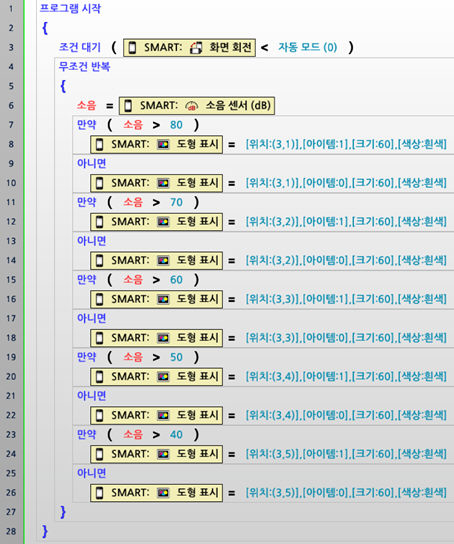 1 프로그램 시작
2 {
3 조건 대기 ( SMART: 화면 회전 < 자동 모드 (0) )
4 무조건 반복
5 {
6 소음 = SMART: 소음 센서 (dB)
7 만약 ( 소음 > 80 )
8 SMART: 도형 표시 = [위치:(3,1)],[아이템:1],[크기:60],[색상:흰색]
9 아니면
10 SMART: 도형 표시 = [위치:(3,1)],[아이템:0],[크기:60],[색상:흰색]
11 만약 ( 소음 > 70 )
12 SMART: 도형 표시 = [위치:(3,2)],[아이템:1],[크기:60],[색상:흰색]
13 아니면
14 SMART: 도형 표시 = [위치:(3,2)],[아이템:0],[크기:60],[색상:흰색]
15 만약 ( 소음 > 60 )
16 SMART: 도형 표시 = [위치:(3,3)],[아이템:1],[크기:60],[색상:흰색]
17 아니면
18 SMART: 도형 표시 = [위치:(3,3)],[아이템:0],[크기:60],[색상:흰색]
19 만약 ( 소음 > 50 )
20 SMART: 도형 표시 = [위치:(3,4)],[아이템:1],[크기:60],[색상:흰색]
21 아니면
22 SMART: 도형 표시 = [위치:(3,4)],[아이템:0],[크기:60],[색상:흰색]
23 만약 ( 소음 > 40 )
24 SMART: 도형 표시 = [위치:(3,5)],[아이템:1],[크기:60],[색상:흰색]
25 아니면
26 SMART: 도형 표시 = [위치:(3,5)],[아이템:0],[크기:60],[색상:흰색]
27 }
28 }